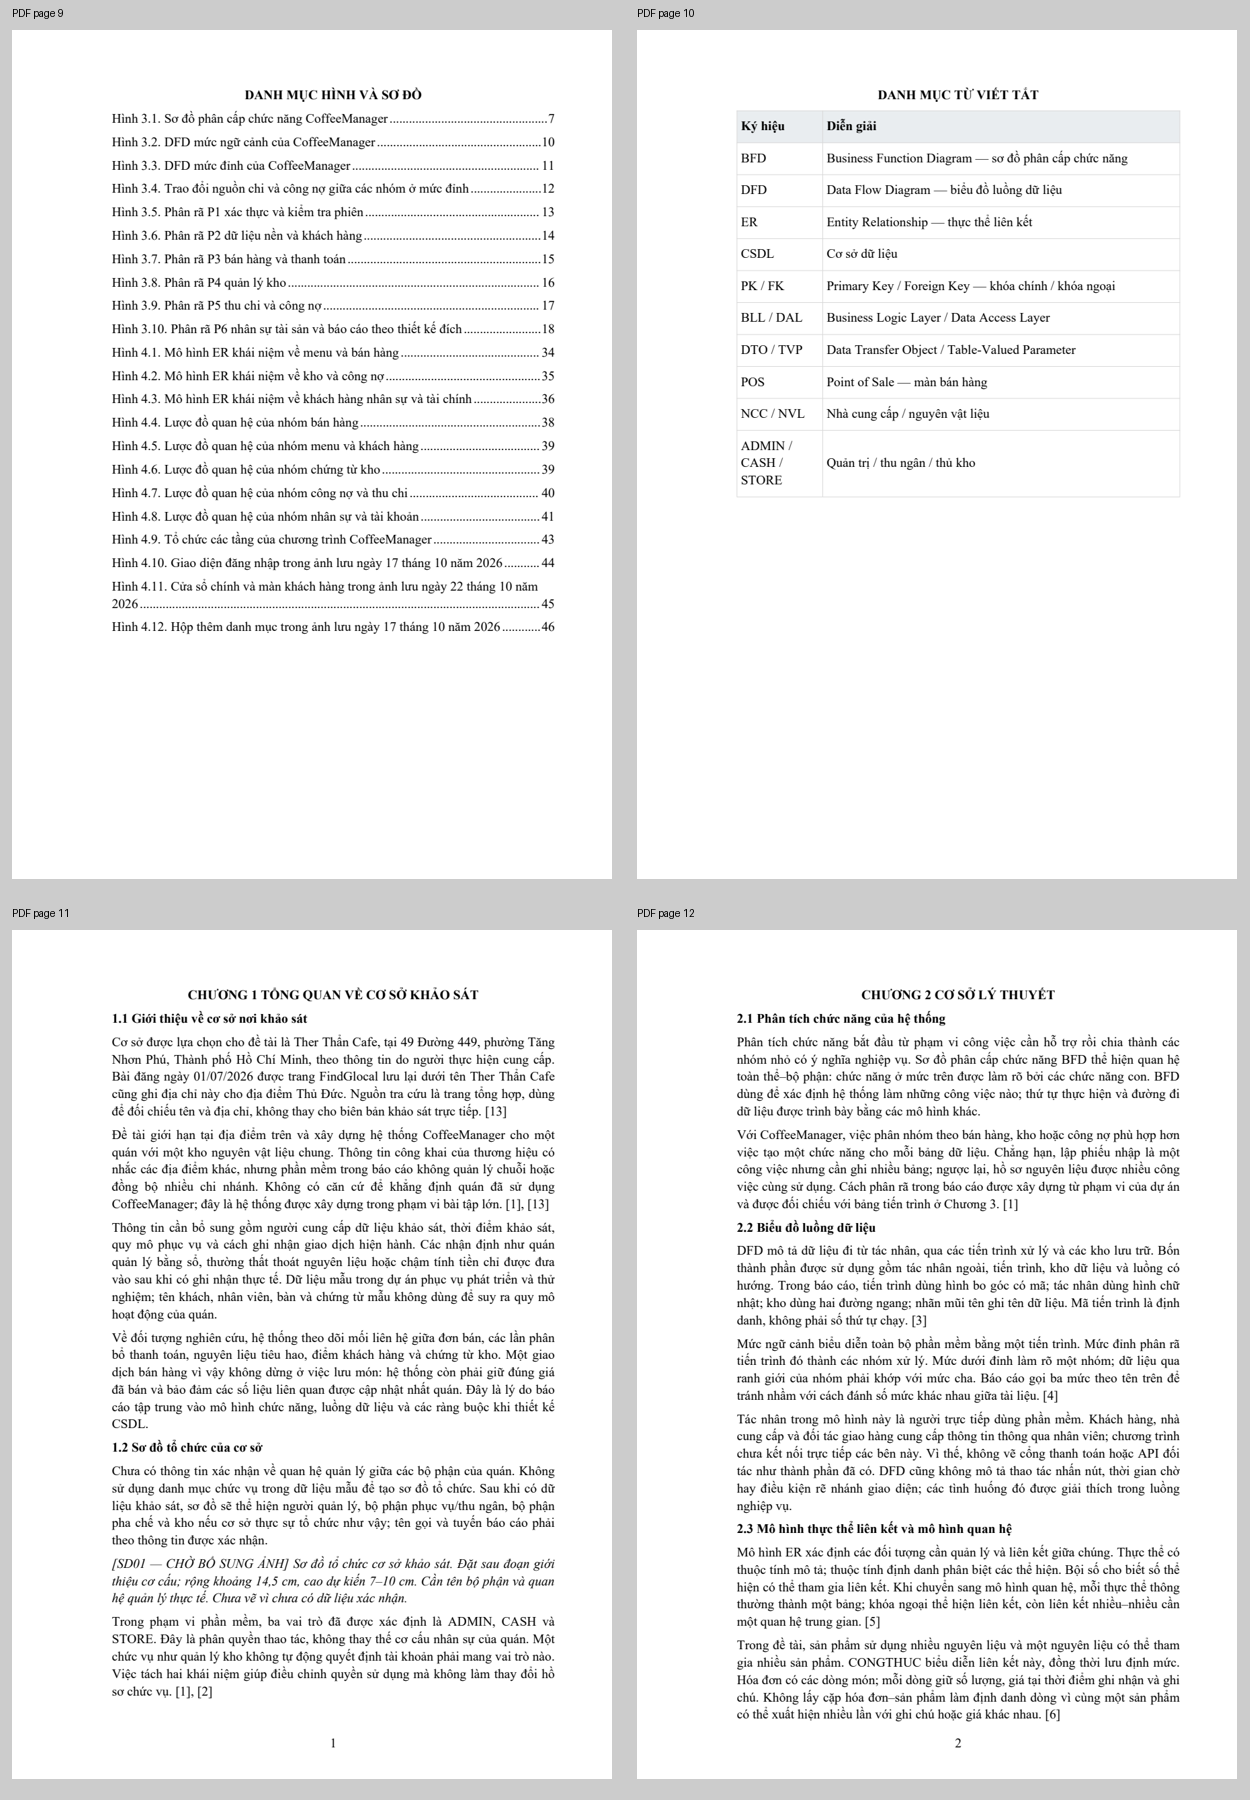 PDF page 9
DANH MỤC HÌNH VÀ SƠ ĐỒ
Hình 3.1. Sơ đồ phân cấp chức năng CoffeeManager.................................................7
Hình 3.2. DFD mức ngữ cảnh của CoffeeManager..................................................10
Hình 3.3. DFD mức đỉnh của CoffeeManager......................................................... 11
Hình 3.4. Trao đổi nguồn chi và công nợ giữa các nhóm ở mức đỉnh.....................12
Hình 3.5. Phân rã P1 xác thực và kiểm tra phiên..................................................... 13
Hình 3.6. Phân rã P2 dữ liệu nền và khách hàng......................................................14
Hình 3.7. Phân rã P3 bán hàng và thanh toán...........................................................15
Hình 3.8. Phân rã P4 quản lý kho.............................................................................16
Hình 3.9. Phân rã P5 thu chi và công nợ..................................................................17
Hình 3.10. Phân rã P6 nhân sự tài sản và báo cáo theo thiết kế đích.......................18
Hình 4.1. Mô hình ER khái niệm về menu và bán hàng.......................................... 34
Hình 4.2. Mô hình ER khái niệm về kho và công nợ...............................................35
Hình 4.3. Mô hình ER khái niệm về khách hàng nhân sự và tài chính....................36
Hình 4.4. Lược đồ quan hệ của nhóm bán hàng.......................................................38
Hình 4.5. Lược đồ quan hệ của nhóm menu và khách hàng.....................................39
Hình 4.6. Lược đồ quan hệ của nhóm chứng từ kho................................................39
Hình 4.7. Lược đồ quan hệ của nhóm công nợ và thu chi....................................... 40
Hình 4.8. Lược đồ quan hệ của nhóm nhân sự và tài khoản.....................................41
Hình 4.9. Tổ chức các tầng của chương trình CoffeeManager................................43
Hình 4.10. Giao diện đăng nhập trong ảnh lưu ngày 17 tháng 10 năm 2026.......... 44
Hình 4.11. Cửa sổ chính và màn khách hàng trong ảnh lưu ngày 22 tháng 10 năm
2026......................................................................................................................... 45
Hình 4.12. Hộp thêm danh mục trong ảnh lưu ngày 17 tháng 10 năm 2026...........46
PDF page 10
DANH MỤC TỪ VIẾT TẮT
Ký hiệu Diễn giải
BFD Business Function Diagram — sơ đồ phân cấp chức năng
DFD Data Flow Diagram — biểu đồ luồng dữ liệu
ER Entity Relationship — thực thể liên kết
CSDL Cơ sở dữ liệu
PK / FK Primary Key / Foreign Key — khóa chính / khóa ngoại
BLL / DAL Business Logic Layer / Data Access Layer
DTO / TVP Data Transfer Object / Table-Valued Parameter
POS Point of Sale — màn bán hàng
NCC / NVL Nhà cung cấp / nguyên vật liệu
ADMIN /
CASH /
STORE
Quản trị / thu ngân / thủ kho
PDF page 11
CHƯƠNG 1 TỔNG QUAN VỀ CƠ SỞ KHẢO SÁT
1.1 Giới thiệu về cơ sở nơi khảo sát
Cơ sở được lựa chọn cho đề tài là Ther Thẩn Cafe, tại 49 Đường 449, phường Tăng
Nhơn Phú, Thành phố Hồ Chí Minh, theo thông tin do người thực hiện cung cấp.
Bài đăng ngày 01/07/2026 được trang FindGlocal lưu lại dưới tên Ther Thẩn Cafe
cũng ghi địa chỉ này cho địa điểm Thủ Đức. Nguồn tra cứu là trang tổng hợp, dùng
để đối chiếu tên và địa chỉ, không thay cho biên bản khảo sát trực tiếp. [13]
Đề tài giới hạn tại địa điểm trên và xây dựng hệ thống CoffeeManager cho một
quán với một kho nguyên vật liệu chung. Thông tin công khai của thương hiệu có
nhắc các địa điểm khác, nhưng phần mềm trong báo cáo không quản lý chuỗi hoặc
đồng bộ nhiều chi nhánh. Không có căn cứ để khẳng định quán đã sử dụng
CoffeeManager; đây là hệ thống được xây dựng trong phạm vi bài tập lớn. [1], [13]
Thông tin cần bổ sung gồm người cung cấp dữ liệu khảo sát, thời điểm khảo sát,
quy mô phục vụ và cách ghi nhận giao dịch hiện hành. Các nhận định như quán
quản lý bằng sổ, thường thất thoát nguyên liệu hoặc chậm tính tiền chỉ được đưa
vào sau khi có ghi nhận thực tế. Dữ liệu mẫu trong dự án phục vụ phát triển và thử
nghiệm; tên khách, nhân viên, bàn và chứng từ mẫu không dùng để suy ra quy mô
hoạt động của quán.
Về đối tượng nghiên cứu, hệ thống theo dõi mối liên hệ giữa đơn bán, các lần phân
bổ thanh toán, nguyên liệu tiêu hao, điểm khách hàng và chứng từ kho. Một giao
dịch bán hàng vì vậy không dừng ở việc lưu món: hệ thống còn phải giữ đúng giá
đã bán và bảo đảm các số liệu liên quan được cập nhật nhất quán. Đây là lý do báo
cáo tập trung vào mô hình chức năng, luồng dữ liệu và các ràng buộc khi thiết kế
CSDL.
1.2 Sơ đồ tổ chức của cơ sở
Chưa có thông tin xác nhận về quan hệ quản lý giữa các bộ phận của quán. Không
sử dụng danh mục chức vụ trong dữ liệu mẫu để tạo sơ đồ tổ chức. Sau khi có dữ
liệu khảo sát, sơ đồ sẽ thể hiện người quản lý, bộ phận phục vụ/thu ngân, bộ phận
pha chế và kho nếu cơ sở thực sự tổ chức như vậy; tên gọi và tuyến báo cáo phải
theo thông tin được xác nhận.
[SD01 — CHỜ BỔ SUNG ẢNH] Sơ đồ tổ chức cơ sở khảo sát. Đặt sau đoạn giới
thiệu cơ cấu; rộng khoảng 14,5 cm, cao dự kiến 7–10 cm. Cần tên bộ phận và quan
hệ quản lý thực tế. Chưa vẽ vì chưa có dữ liệu xác nhận.
Trong phạm vi phần mềm, ba vai trò đã được xác định là ADMIN, CASH và
STORE. Đây là phân quyền thao tác, không thay thế cơ cấu nhân sự của quán. Một
chức vụ như quản lý kho không tự động quyết định tài khoản phải mang vai trò nào.
Việc tách hai khái niệm giúp điều chỉnh quyền sử dụng mà không làm thay đổi hồ
sơ chức vụ. [1], [2]
1
PDF page 12
CHƯƠNG 2 CƠ SỞ LÝ THUYẾT
2.1 Phân tích chức năng của hệ thống
Phân tích chức năng bắt đầu từ phạm vi công việc cần hỗ trợ rồi chia thành các
nhóm nhỏ có ý nghĩa nghiệp vụ. Sơ đồ phân cấp chức năng BFD thể hiện quan hệ
toàn thể–bộ phận: chức năng ở mức trên được làm rõ bởi các chức năng con. BFD
dùng để xác định hệ thống làm những công việc nào; thứ tự thực hiện và đường đi
dữ liệu được trình bày bằng các mô hình khác.
Với CoffeeManager, việc phân nhóm theo bán hàng, kho hoặc công nợ phù hợp hơn
việc tạo một chức năng cho mỗi bảng dữ liệu. Chẳng hạn, lập phiếu nhập là một
công việc nhưng cần ghi nhiều bảng; ngược lại, hồ sơ nguyên liệu được nhiều công
việc cùng sử dụng. Cách phân rã trong báo cáo được xây dựng từ phạm vi của dự án
và được đối chiếu với bảng tiến trình ở Chương 3. [1]
2.2 Biểu đồ luồng dữ liệu
DFD mô tả dữ liệu đi từ tác nhân, qua các tiến trình xử lý và các kho lưu trữ. Bốn
thành phần được sử dụng gồm tác nhân ngoài, tiến trình, kho dữ liệu và luồng có
hướng. Trong báo cáo, tiến trình dùng hình bo góc có mã; tác nhân dùng hình chữ
nhật; kho dùng hai đường ngang; nhãn mũi tên ghi tên dữ liệu. Mã tiến trình là định
danh, không phải số thứ tự chạy. [3]
Mức ngữ cảnh biểu diễn toàn bộ phần mềm bằng một tiến trình. Mức đỉnh phân rã
tiến trình đó thành các nhóm xử lý. Mức dưới đỉnh làm rõ một nhóm; dữ liệu qua
ranh giới của nhóm phải khớp với mức cha. Báo cáo gọi ba mức theo tên trên để
tránh nhầm với cách đánh số mức khác nhau giữa tài liệu. [4]
Tác nhân trong mô hình này là người trực tiếp dùng phần mềm. Khách hàng, nhà
cung cấp và đối tác giao hàng cung cấp thông tin thông qua nhân viên; chương trình
chưa kết nối trực tiếp các bên này. Vì thế, không vẽ cổng thanh toán hoặc API đối
tác như thành phần đã có. DFD cũng không mô tả thao tác nhấn nút, thời gian chờ
hay điều kiện rẽ nhánh giao diện; các tình huống đó được giải thích trong luồng
nghiệp vụ.
2.3 Mô hình thực thể liên kết và mô hình quan hệ
Mô hình ER xác định các đối tượng cần quản lý và liên kết giữa chúng. Thực thể có
thuộc tính mô tả; thuộc tính định danh phân biệt các thể hiện. Bội số cho biết số thể
hiện có thể tham gia liên kết. Khi chuyển sang mô hình quan hệ, mỗi thực thể thông
thường thành một bảng; khóa ngoại thể hiện liên kết, còn liên kết nhiều–nhiều cần
một quan hệ trung gian. [5]
Trong đề tài, sản phẩm sử dụng nhiều nguyên liệu và một nguyên liệu có thể tham
gia nhiều sản phẩm. CONGTHUC biểu diễn liên kết này, đồng thời lưu định mức.
Hóa đơn có các dòng món; mỗi dòng giữ số lượng, giá tại thời điểm ghi nhận và ghi
chú. Không lấy cặp hóa đơn–sản phẩm làm định danh dòng vì cùng một sản phẩm
có thể xuất hiện nhiều lần với ghi chú hoặc giá khác nhau. [6]
2